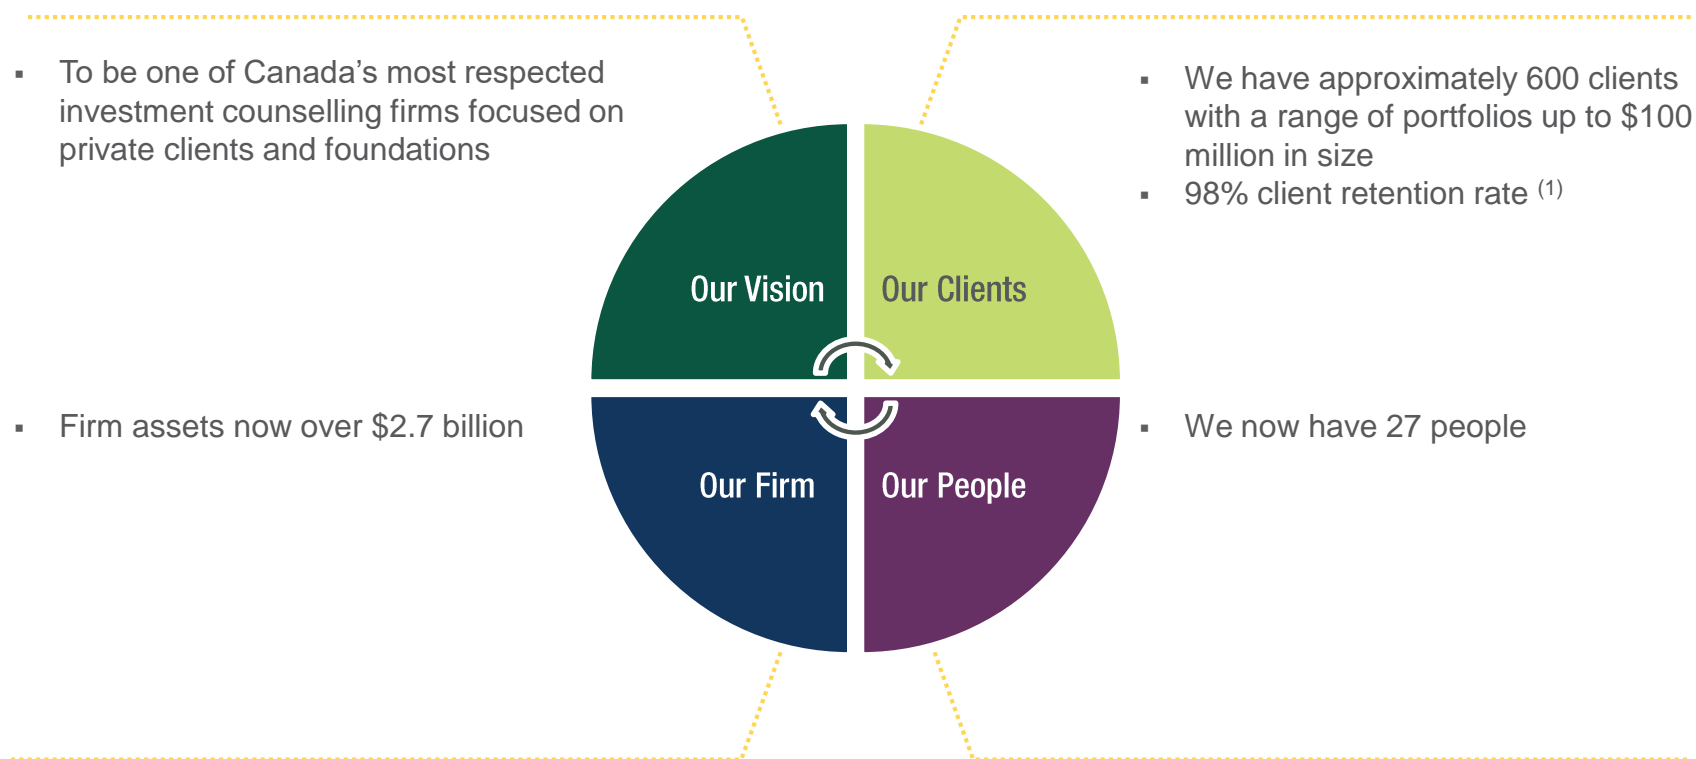 ▪ To be one of Canada’s most respected
investment counselling firms focused on
private clients and foundations
▪ We have approximately 600 clients
with a range of portfolios up to $100
million in size
▪ 98% client retention rate (1)
Our Vision
Our Clients
▪ Firm assets now over $2.7 billion
▪ We now have 27 people
Our Firm
Our People